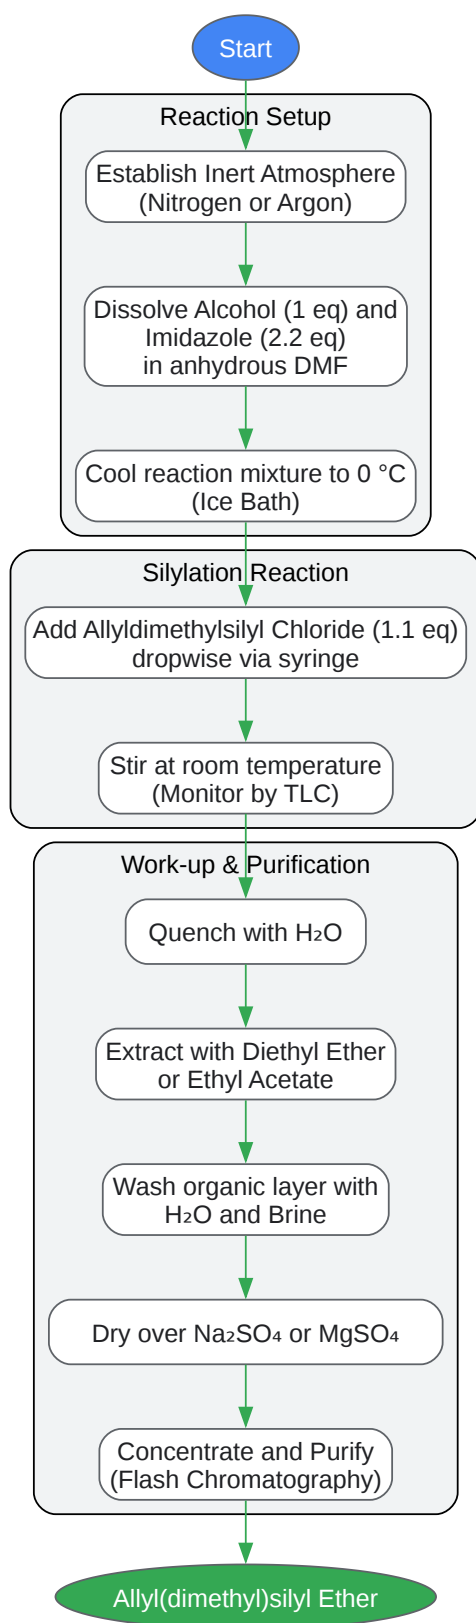 Start
Reaction Setup
Establish Inert Atmosphere
(Nitrogen or Argon)
Dissolve Alcohol (1 eq) and
Imidazole (2.2 eq)
in anhydrous DMF
Cool reaction mixture to 0 °C
(Ice Bath)
Silylation Reaction
Add Allyldimethylsilyl Chloride (1.1 eq)
dropwise via syringe
Stir at room temperature
(Monitor by TLC)
Work-up & Purification
Quench with H₂O
Extract with Diethyl Ether
or Ethyl Acetate
Wash organic layer with
H₂O and Brine
Dry over Na₂SO₄ or MgSO₄
Concentrate and Purify
(Flash Chromatography)
Allyl(dimethyl)silyl Ether